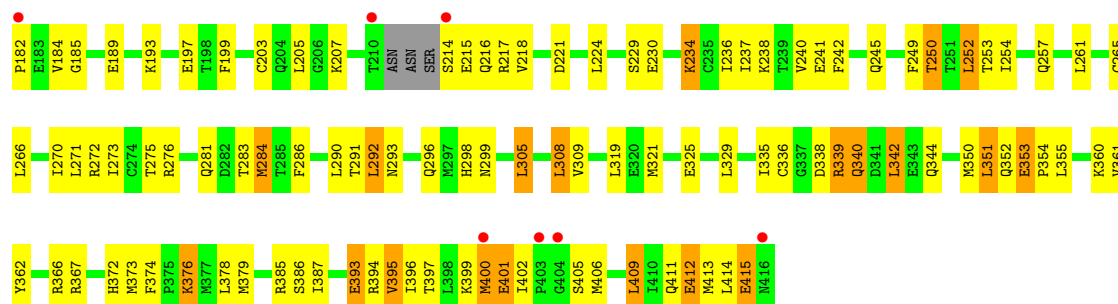 P182 E183 V184 G185 E189 K193 E197 T198 F199 C203 Q204 L205 G206 K207 T210 ASN ASN SER S214 E215 Q216 R217 V218 D221 L224 S229 E230 K234 C235 I236 I237 K238 T239 V240 E241 F242 Q245 F249 T250 T251 L252 T253 I254 Q257 L261 C265
L266 I270 L271 R272 I273 C274 T275 R276 Q281 D282 T283 M284 T285 F286 L290 T291 L292 N293 Q296 M297 H298 N299 L305 L308 V309 L319 E320 M321 E325 L329 I335 C336 G337 D338 R339 Q340 D341 L342 E343 Q344 M350 L351 Q352 E353 P354 L355 K360 V361
Y362 R366 R367 H372 M373 F374 P375 K376 M377 L378 M379 R385 S386 I387 E393 R394 V395 I396 T397 L398 K399 M400 E401 I402 P403 G404 S405 M406 L409 I410 Q411 E412 M413 L414 E415 N416